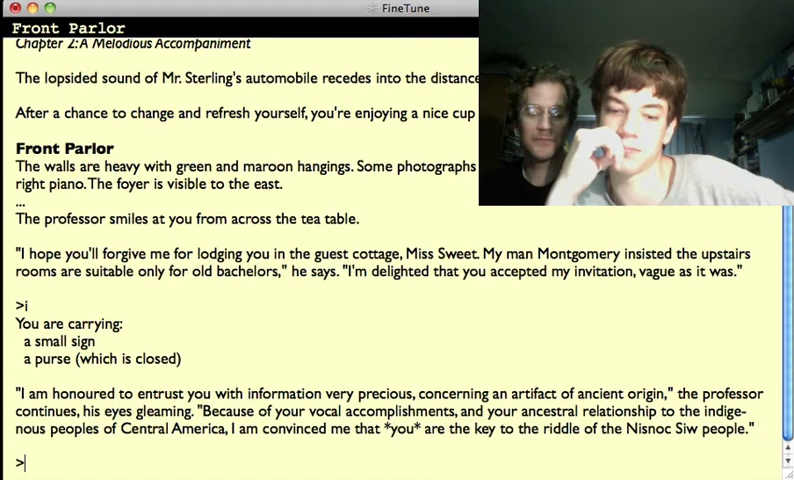 FineTune
Front Parlor
Chapter 2:A Melodious Accompaniment
The lopsided sound of Mr. Sterling's automobile recedes into the distance
After a chance to change and refresh yourself, you're enjoying a nice cup
Front Parlor
The walls are heavy with green and maroon hangings. Some photographs
right piano. The foyer is visible to the east.
...
The professor smiles at you from across the tea table.
"I hope you'll forgive me for lodging you in the guest cottage, Miss Sweet. My man Montgomery insisted the upstairs
rooms are suitable only for old bachelors," he says. "I'm delighted that you accepted my invitation, vague as it was."
>i
You are carrying:
a small sign
a purse (which is closed)
"I am honoured to entrust you with information very precious, concerning an artifact of ancient origin," the professor
continues, his eyes gleaming. "Because of your vocal accomplishments, and your ancestral relationship to the indige-
nous peoples of Central America, I am convinced me that *you* are the key to the riddle of the Nisnoc Siw people."
>